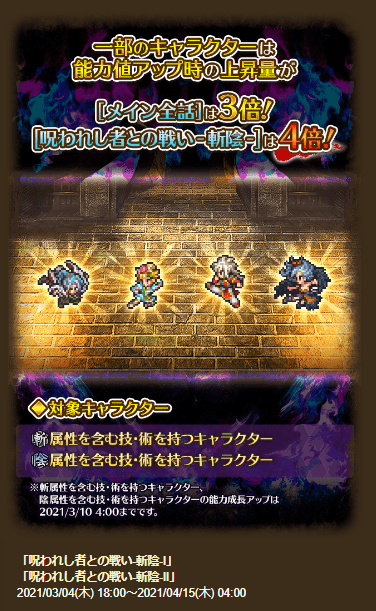 一部のキャラクターは
能力値アップ時の上昇量が
[メイン全話]は3倍!
[呪われし者との戦い-斬陰-]は4倍!
◆対象キャラクター
斬属性を含む技・術を持つキャラクター
陰属性を含む技・術を持つキャラクター
※斬属性を含む技・術を持つキャラクター、
陰属性を含む技・術を持つキャラクターの能力成長アップは
2021/3/10 4:00までです。
「呪われし者との戦い-斬陰-I」
「呪われし者との戦い-斬陰-II」
2021/03/04(木) 18:00～2021/04/15(木) 04:00